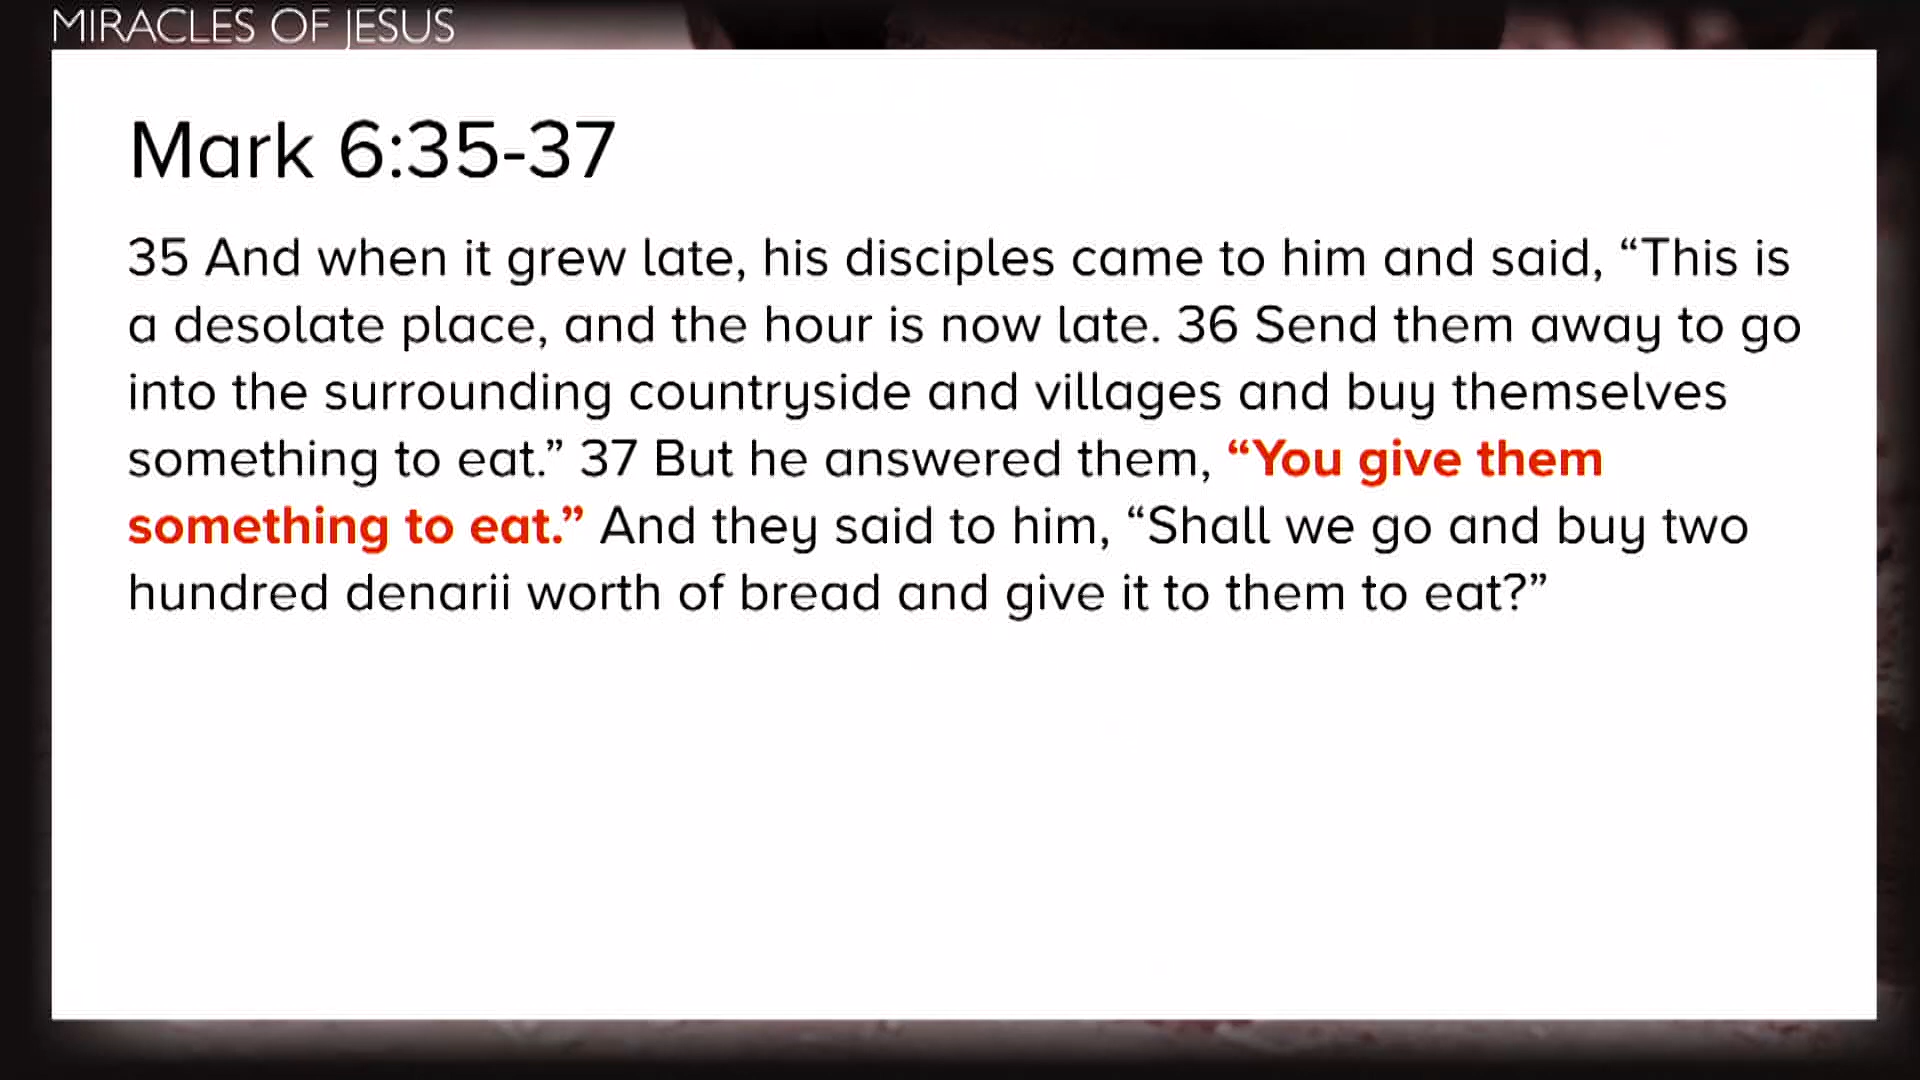 MIRACLES OF JESUS
Mark 6:35-37
35 And when it grew late, his disciples came to him and said, “This is
a desolate place, and the hour is now late. 36 Send them away to go
into the surrounding countryside and villages and buy themselves
something to eat.” 37 But he answered them, “You give them
something to eat.” And they said to him, “Shall we go and buy two
hundred denarii worth of bread and give it to them to eat?”